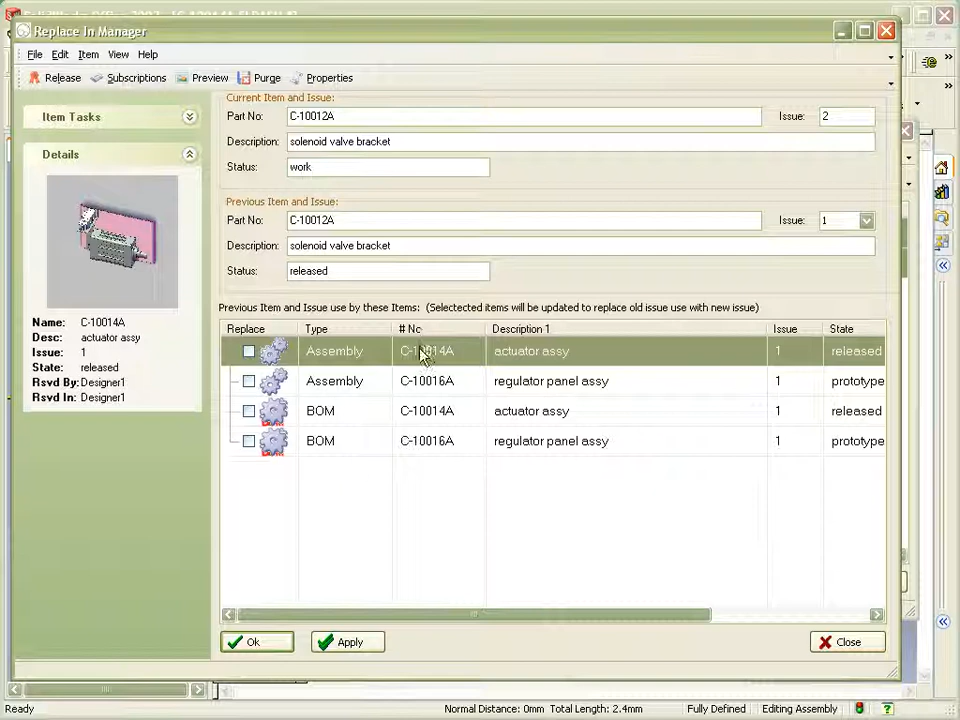 Replace In Manager
File Edit Item View Help
Release Subscriptions Preview Purge Properties
Item Tasks
Details
Name: C-10014A
Desc: actuator assy
Issue: 1
State: released
Rsvd By: Designer1
Rsvd In: Designer1
Current Item and Issue:
Part No: C-10012A Issue: 2
Description: solenoid valve bracket
Status: work
Previous Item and Issue:
Part No: C-10012A Issue: 1
Description: solenoid valve bracket
Status: released
Previous Item and Issue use by these Items: (Selectected items will be updated to replace old issue use with new issue)
Replace Type # No Description 1 Issue State
Assembly C-10014A actuator assy 1 released
Assembly C-10016A regulator panel assy 1 prototype
BOM C-10014A actuator assy 1 released
BOM C-10016A regulator panel assy 1 prototype
Ok Apply Close
Ready Normal Distance: 0mm Total Length: 2.4mm Fully Defined Editing Assembly